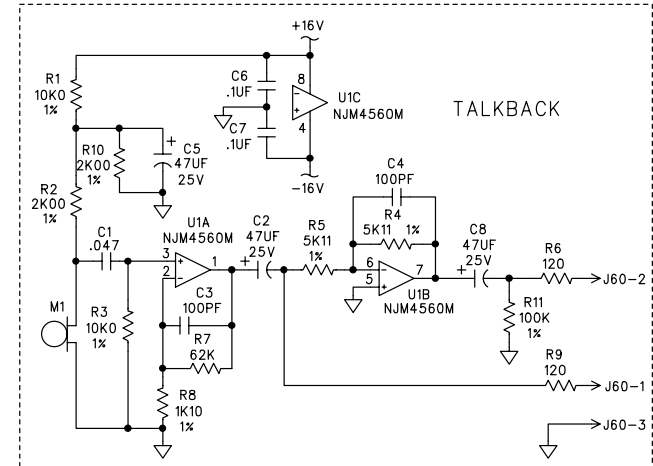 +16V
R1
10K0
1%
C6
.1UF
8
U1C
NJM4560M
TALKBACK
C7
.1UF
4
-16V
R10
2K00
1%
C5
47UF
25V
R2
2K00
1%
C4
100PF
R4
5K11 1%
C1
.047
U1A
NJM4560M
C2
47UF
25V
R5
5K11
1%
C8
47UF
25V
R6
120
J60-2
3
2
1
6
5
7
U1B
NJM4560M
M1
R3
10K0
1%
C3
100PF
R7
62K
R11
100K
1%
R9
120
J60-1
R8
1K10
1%
J60-3